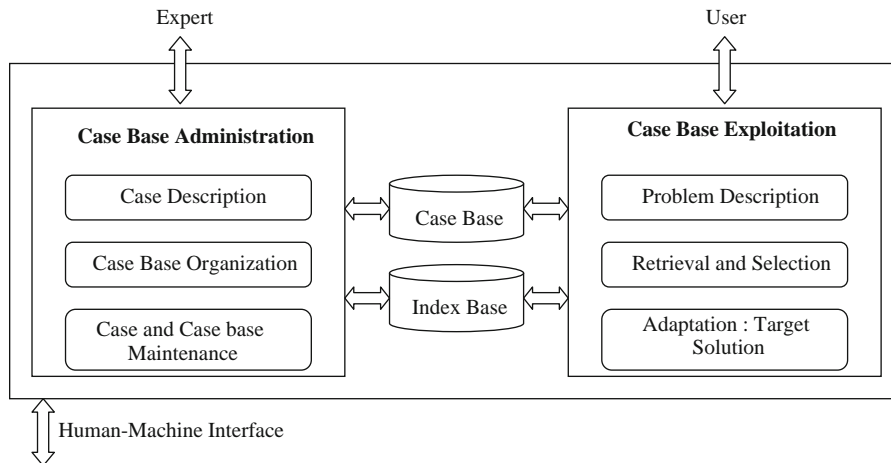 Expert
User
Case Base Administration
Case Description
Case Base Organization
Case and Case base
Maintenance
Case Base
Index Base
Case Base Exploitation
Problem Description
Retrieval and Selection
Adaptation : Target
Solution
Human-Machine Interface